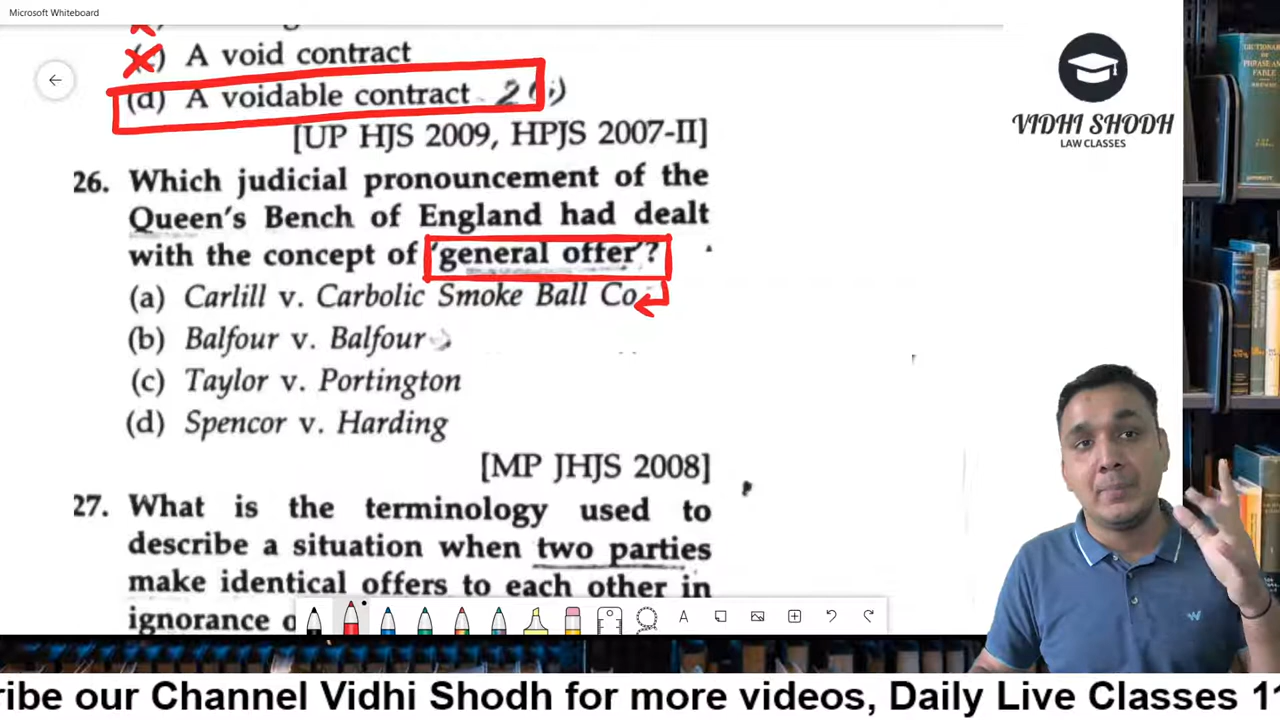 Microsoft Whiteboard
(c) A void contract
(d) A voidable contract 2(i)
[UP HJS 2009, HPJS 2007-II]
26. Which judicial pronouncement of the
Queen's Bench of England had dealt
with the concept of 'general offer'?
(a) Carlill v. Carbolic Smoke Ball Co
(b) Balfour v. Balfour
(c) Taylor v. Portington
(d) Spencor v. Harding
[MP JHJS 2008]
27. What is the terminology used to
describe a situation when two parties
make identical offers to each other in
ignorance o
VIDHI SHODH
LAW CLASSES
DICTIONARY
ribe our Channel Vidhi Shodh for more videos, Daily Live Classes 11